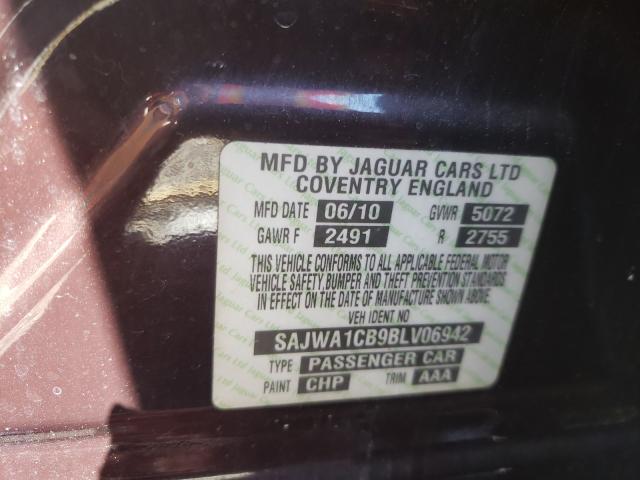 MFD BY JAGUAR CARS LTD
COVENTRY ENGLAND
MFD DATE 06/10 GVWR 5072
GAWR F 2491 R 2755
THIS VEHICLE CONFORMS TO ALL APPLICABLE FEDERAL MOTOR
VEHICLE SAFETY, BUMPER AND THEFT PREVENTION STANDARDS
IN EFFECT ON THE DATE OF MANUFACTURE SHOWN ABOVE.
VEH IDENT NO
SAJWA1CB9BLV06942
TYPE PASSENGER CAR
PAINT CHP TRIM AAA